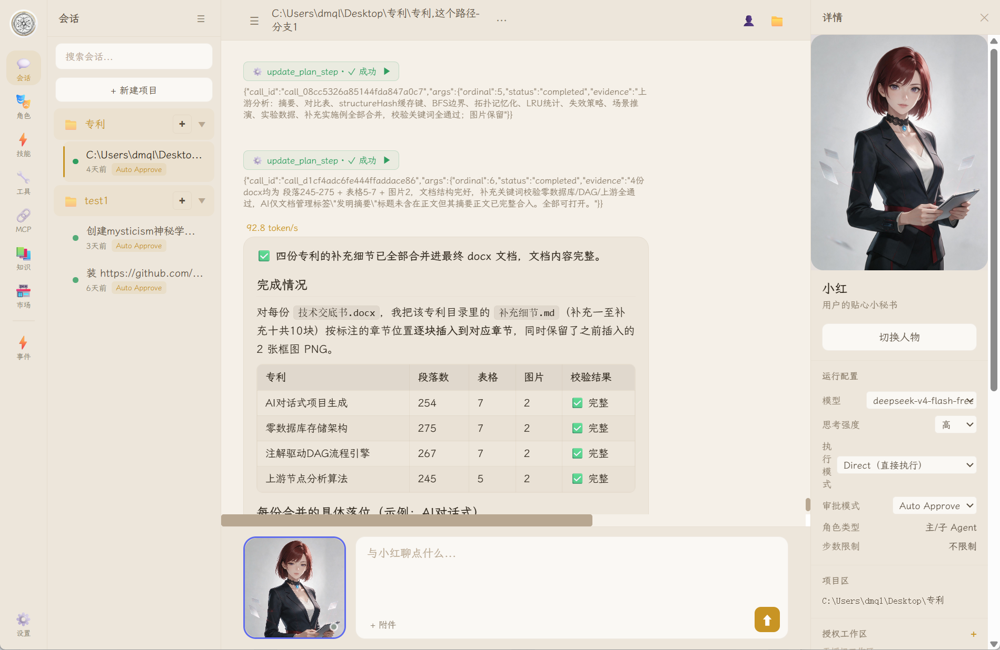 会话
角色
技能
工具
MCP
知识
24H
市场
事件
设置
会话
搜索会话...
+ 新建项目
专利
+
C:\Users\dmql\Deskto...
4天前 Auto Approve
test1
+
创建mysticism神秘学...
3天前 Auto Approve
装 https://github.com/...
6天前 Auto Approve
C:\Users\dmql\Desktop\专利\专利,这个路径-
分支1
...
update_plan_step • ✓ 成功
{"call_id":"call_08cc5326a85144fda847a0c7","args":{"ordinal":5,"status":"completed","evidence":"上
游分析：摘要、对比表、structureHash缓存键、BFS边界、拓扑记忆化、LRU统计、失效策略、场景推
演、实验数据、补充实施例全部合并，校验关键词全通过；图片保留"}}
update_plan_step • ✓ 成功
{"call_id":"call_d1cf4adc6fe444ffaddace86","args":{"ordinal":6,"status":"completed","evidence":"4份
docx均为 段落245-275 + 表格5-7 + 图片2，文档结构完好，补充关键词校验零数据库/DAG/上游全通
过，AI仅文档管理标签\"发明摘要\"标题未含在正文但其摘要正文已完整合入。全部可打开。"}}
92.8 token/s
✅ 四份专利的补充细节已全部合并进最终 docx 文档，文档内容完整。
完成情况
对每份 技术交底书.docx，我把该专利目录里的 补充细节.md（补充一至补
充十共10块）按标注的章节位置逐块插入到对应章节，同时保留了之前插入的
2 张框图 PNG。
专利 段落数 表格 图片 校验结果
AI对话式项目生成 254 7 2 ✅ 完整
零数据库存储架构 275 7 2 ✅ 完整
注解驱动DAG流程引擎 267 7 2 ✅ 完整
上游节点分析算法 245 5 2 ✅ 完整
每份合并的具体落位（示例：AI对话式）
与小红聊点什么...
+ 附件
详情
小红
用户的贴心小秘书
切换人物
运行配置
模型 deepseek-v4-flash-free
思考强度 高
执行模式 Direct（直接执行）
审批模式 Auto Approve
角色类型 主/子 Agent
步数限制 不限制
项目区
C:\Users\dmql\Desktop\专利
授权工作区 +